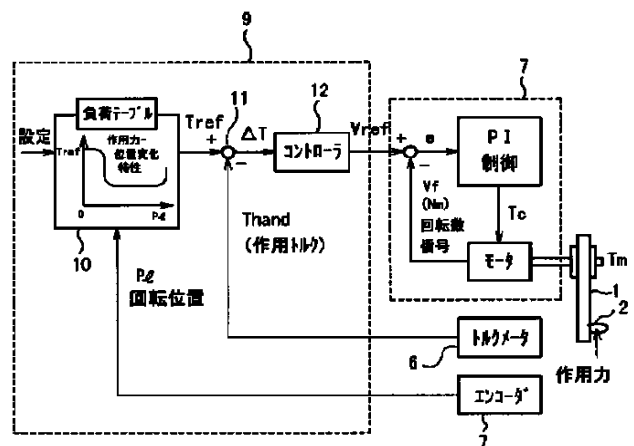 9
負荷テーブル
設定
Tref
作用力-
位置変化
特性
0
Pℓ
10
Tref
+
11
ΔT
-
12
コントローラ
Vref
Thand
(作用トルク)
Pℓ
回転位置
7
+
e
-
PI
制御
Vf
(Nm)
回転数
信号
Tc
モータ
Tm
1
2
作用力
トルクメータ
6
エンコーダ
7